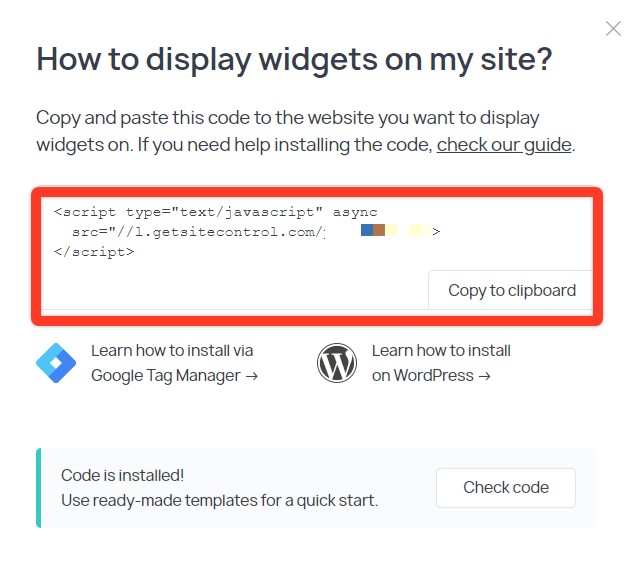 How to display widgets on my site?
Copy and paste this code to the website you want to display
widgets on. If you need help installing the code, check our guide.
<script type="text/javascript" async
src="//l.getsitecontrol.com/ >
</script>
Copy to clipboard
Learn how to install via
Google Tag Manager →
Learn how to install
on WordPress →
Code is installed!
Use ready-made templates for a quick start.
Check code